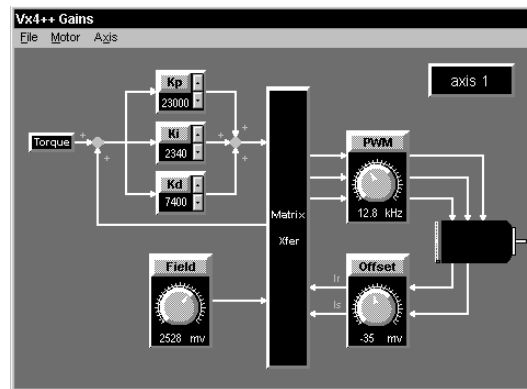 Vx4++ Gains
File Motor Axis
axis 1
Kp
23000
Torque
Ki
2340
Kd
7400
Matrix
Xfer
PWM
12.8 kHz
Field
2528 mv
Ir
Is
Offset
-35 mv